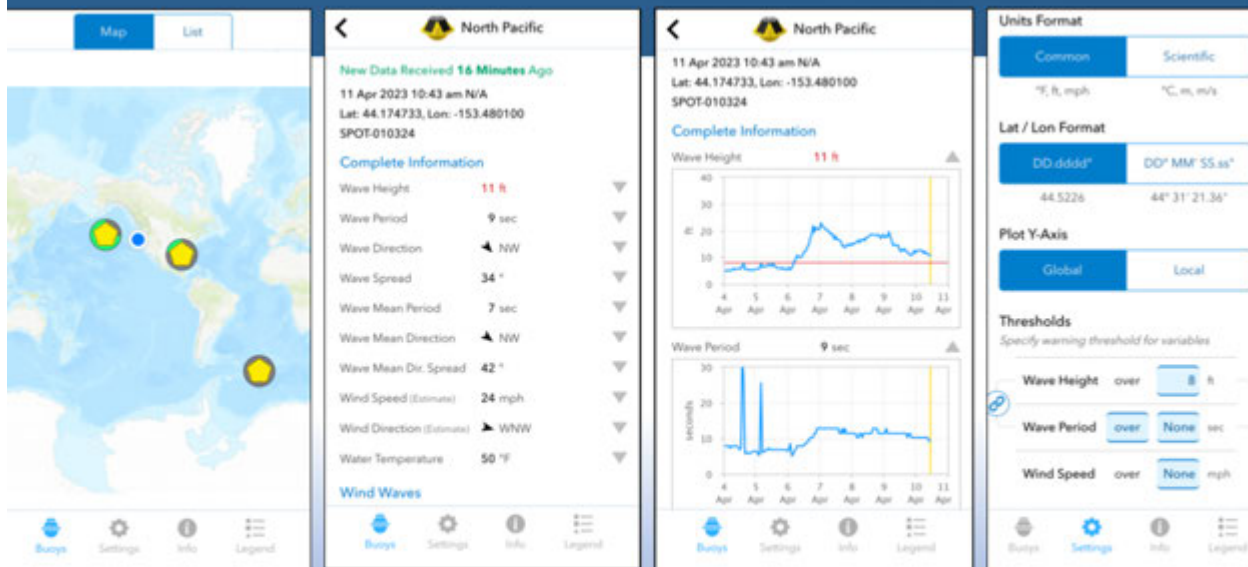 Map List
Buoys Settings Info Legend
North Pacific
New Data Received 16 Minutes Ago
11 Apr 2023 10:43 am N/A
Lat: 44.174733, Lon: -153.480100
SPOT-010324
Complete Information
Wave Height 11 ft
Wave Period 9 sec
Wave Direction NW
Wave Spread 34 °
Wave Mean Period 7 sec
Wave Mean Direction NW
Wave Mean Dir. Spread 42 °
Wind Speed (Estimate) 24 mph
Wind Direction (Estimate) WNW
Water Temperature 50 °F
Wind Waves
Buoys Settings Info Legend
North Pacific
11 Apr 2023 10:43 am N/A
Lat: 44.174733, Lon: -153.480100
SPOT-010324
Complete Information
Wave Height 11 ft
40
30
ft 20
10
0
4 5 6 7 8 9 10 11
Apr Apr Apr Apr Apr Apr Apr Apr
Wave Period 9 sec
30
20
seconds
10
0
4 5 6 7 8 9 10 11
Apr Apr Apr Apr Apr Apr Apr Apr
Buoys Settings Info Legend
Units Format
Common Scientific
°F, ft, mph °C, m, m/s
Lat / Lon Format
DD.dddd° DD° MM' SS.ss"
44.5226 44° 31' 21.36"
Plot Y-Axis
Global Local
Thresholds
Specify warning threshold for variables
Wave Height over 8 ft
Wave Period over None sec
Wind Speed over None mph
Buoys Settings Info Legend